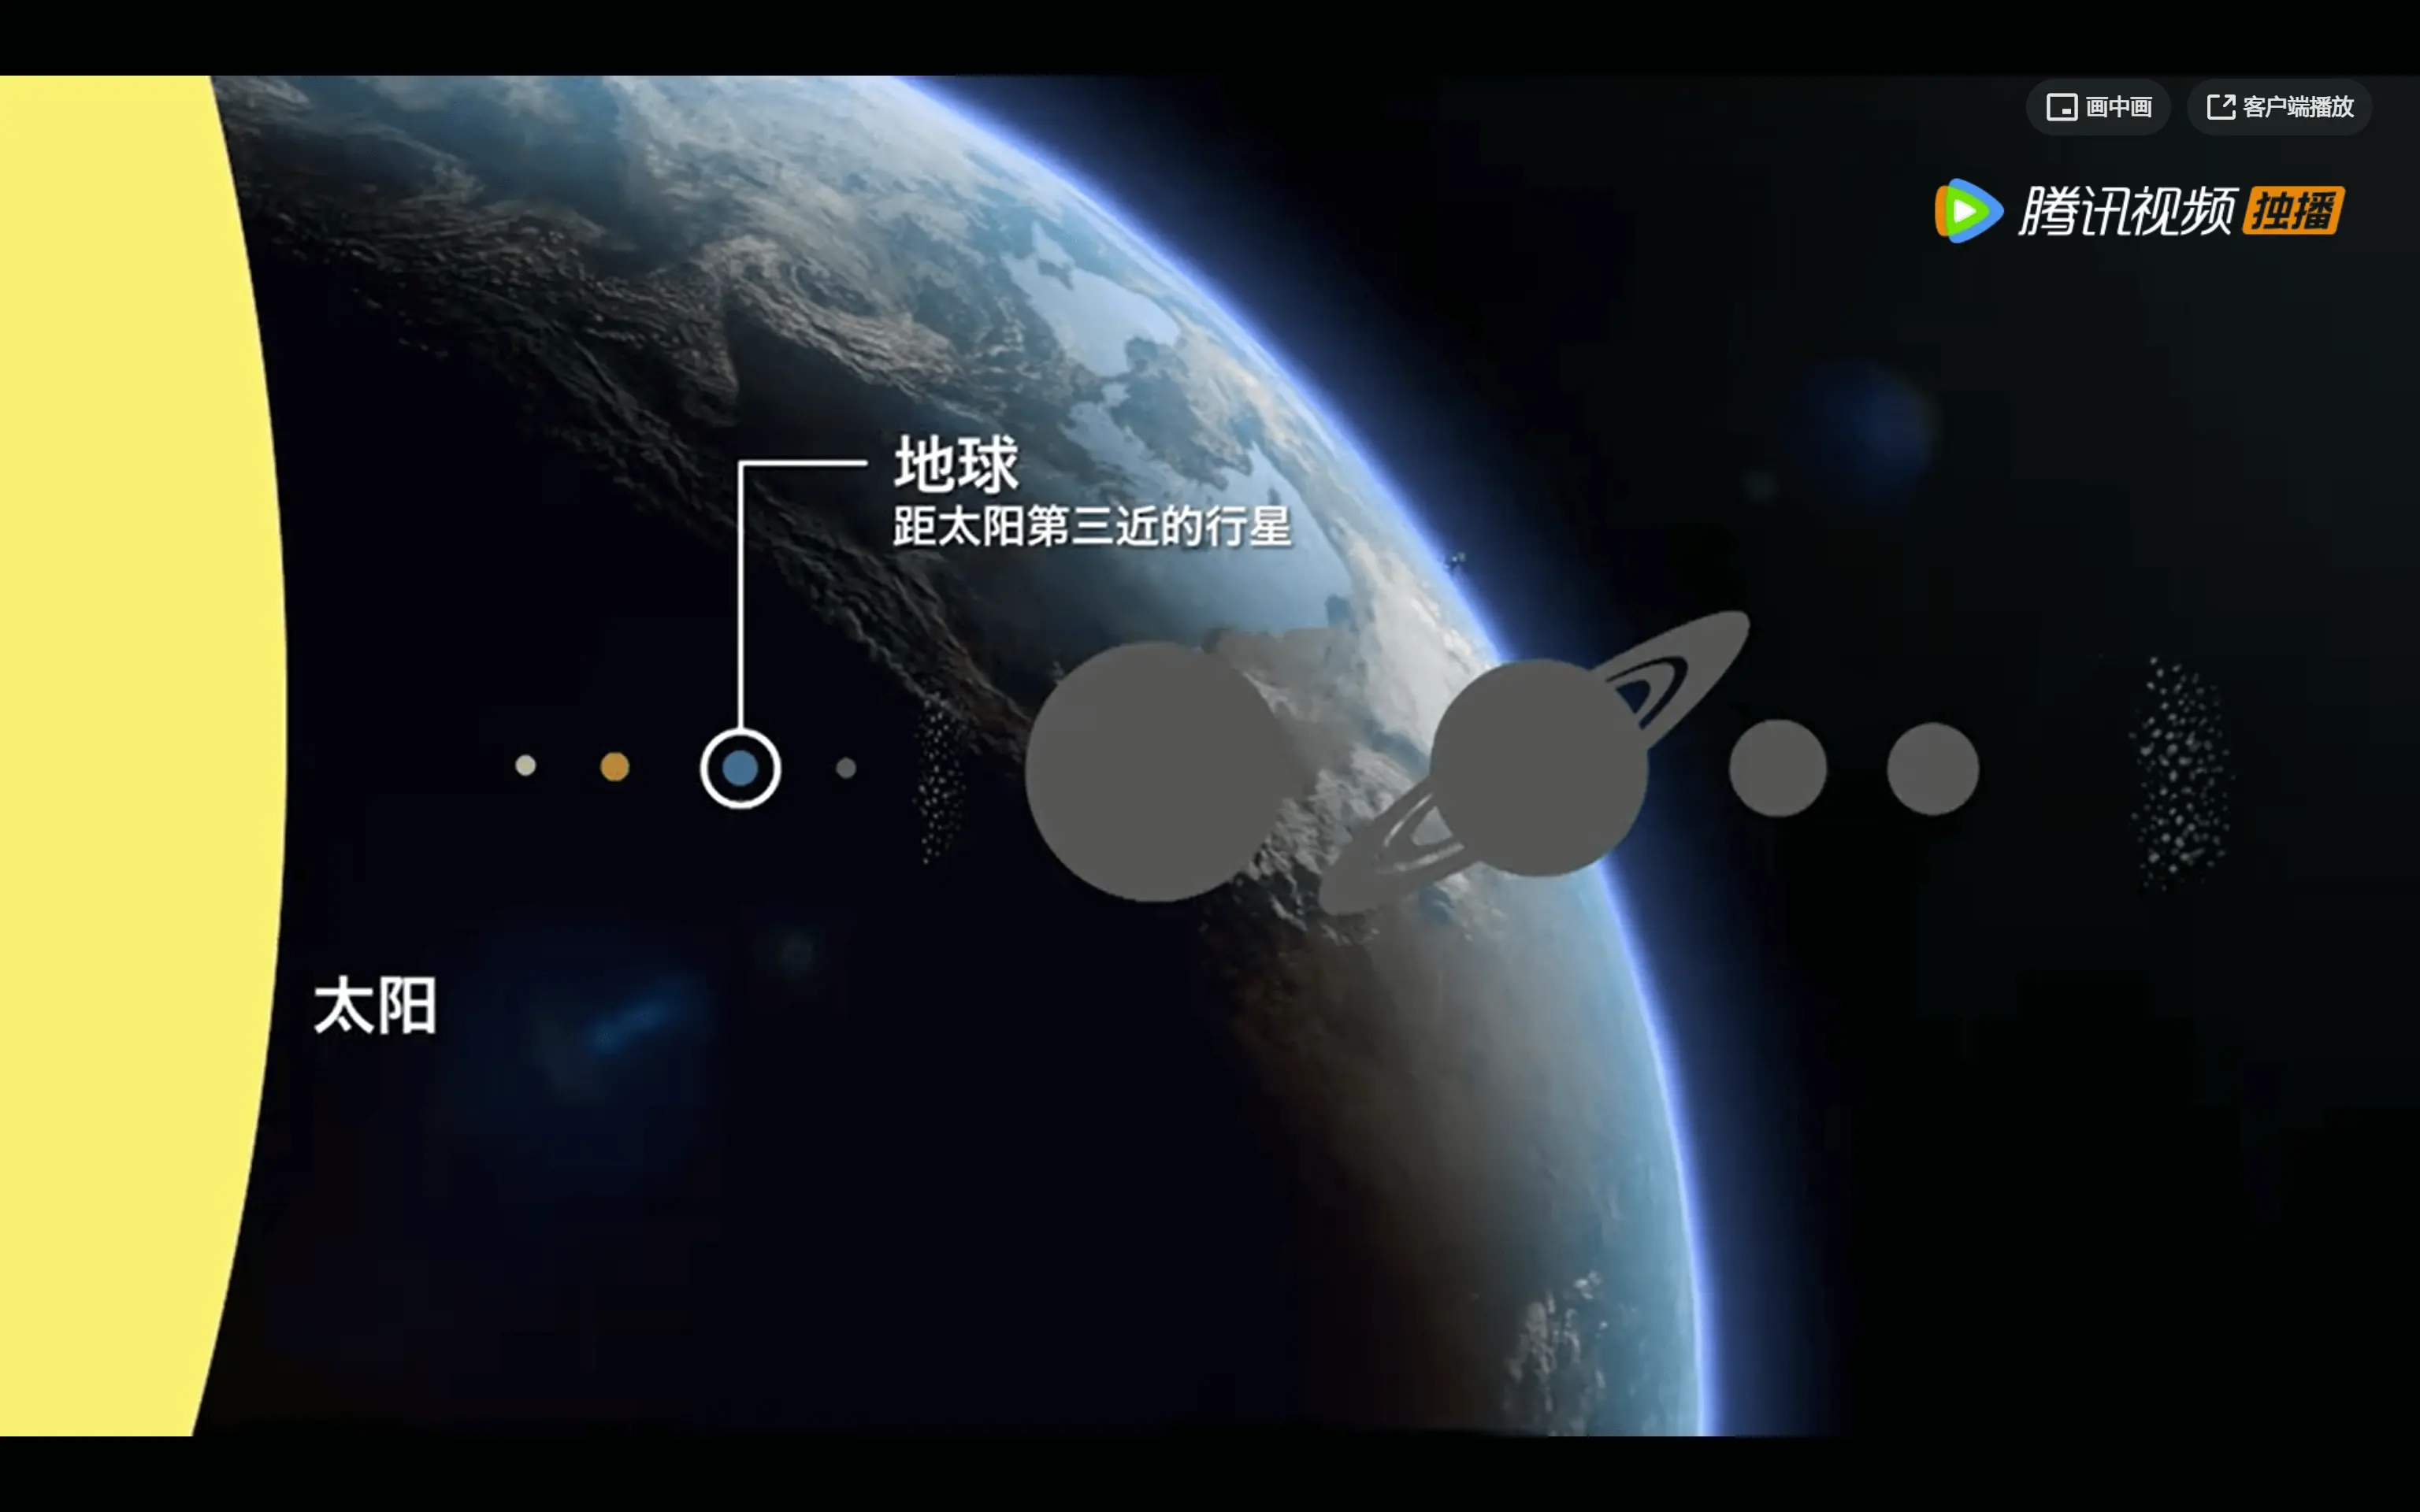 画中画
客户端播放
腾讯视频 独播
地球
距太阳第三近的行星
太阳